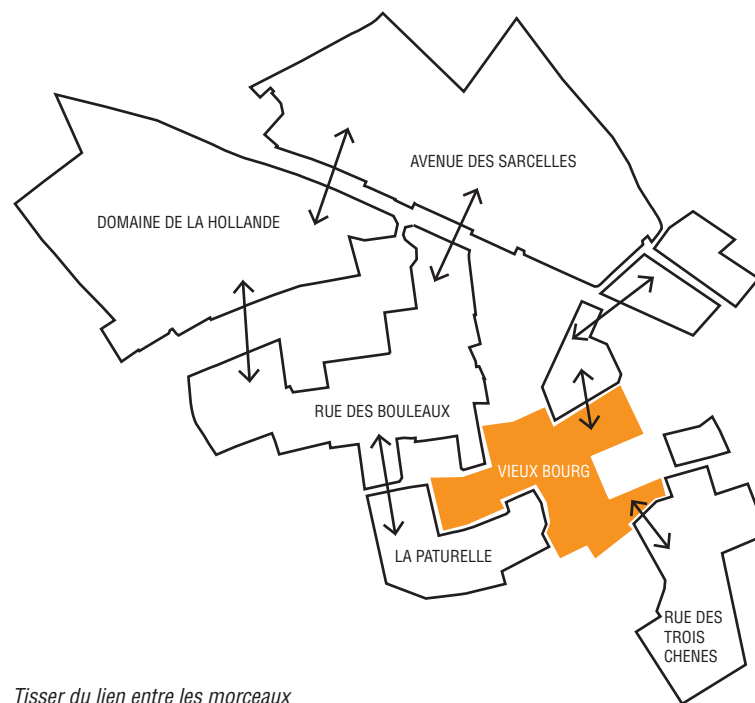 AVENUE DES SARCELLES
DOMAINE DE LA HOLLANDE
RUE DES BOULEAUX
VIEUX BOURG
LA PATURELLE
RUE DES
TROIS
CHENES
Tisser du lien entre les morceaux